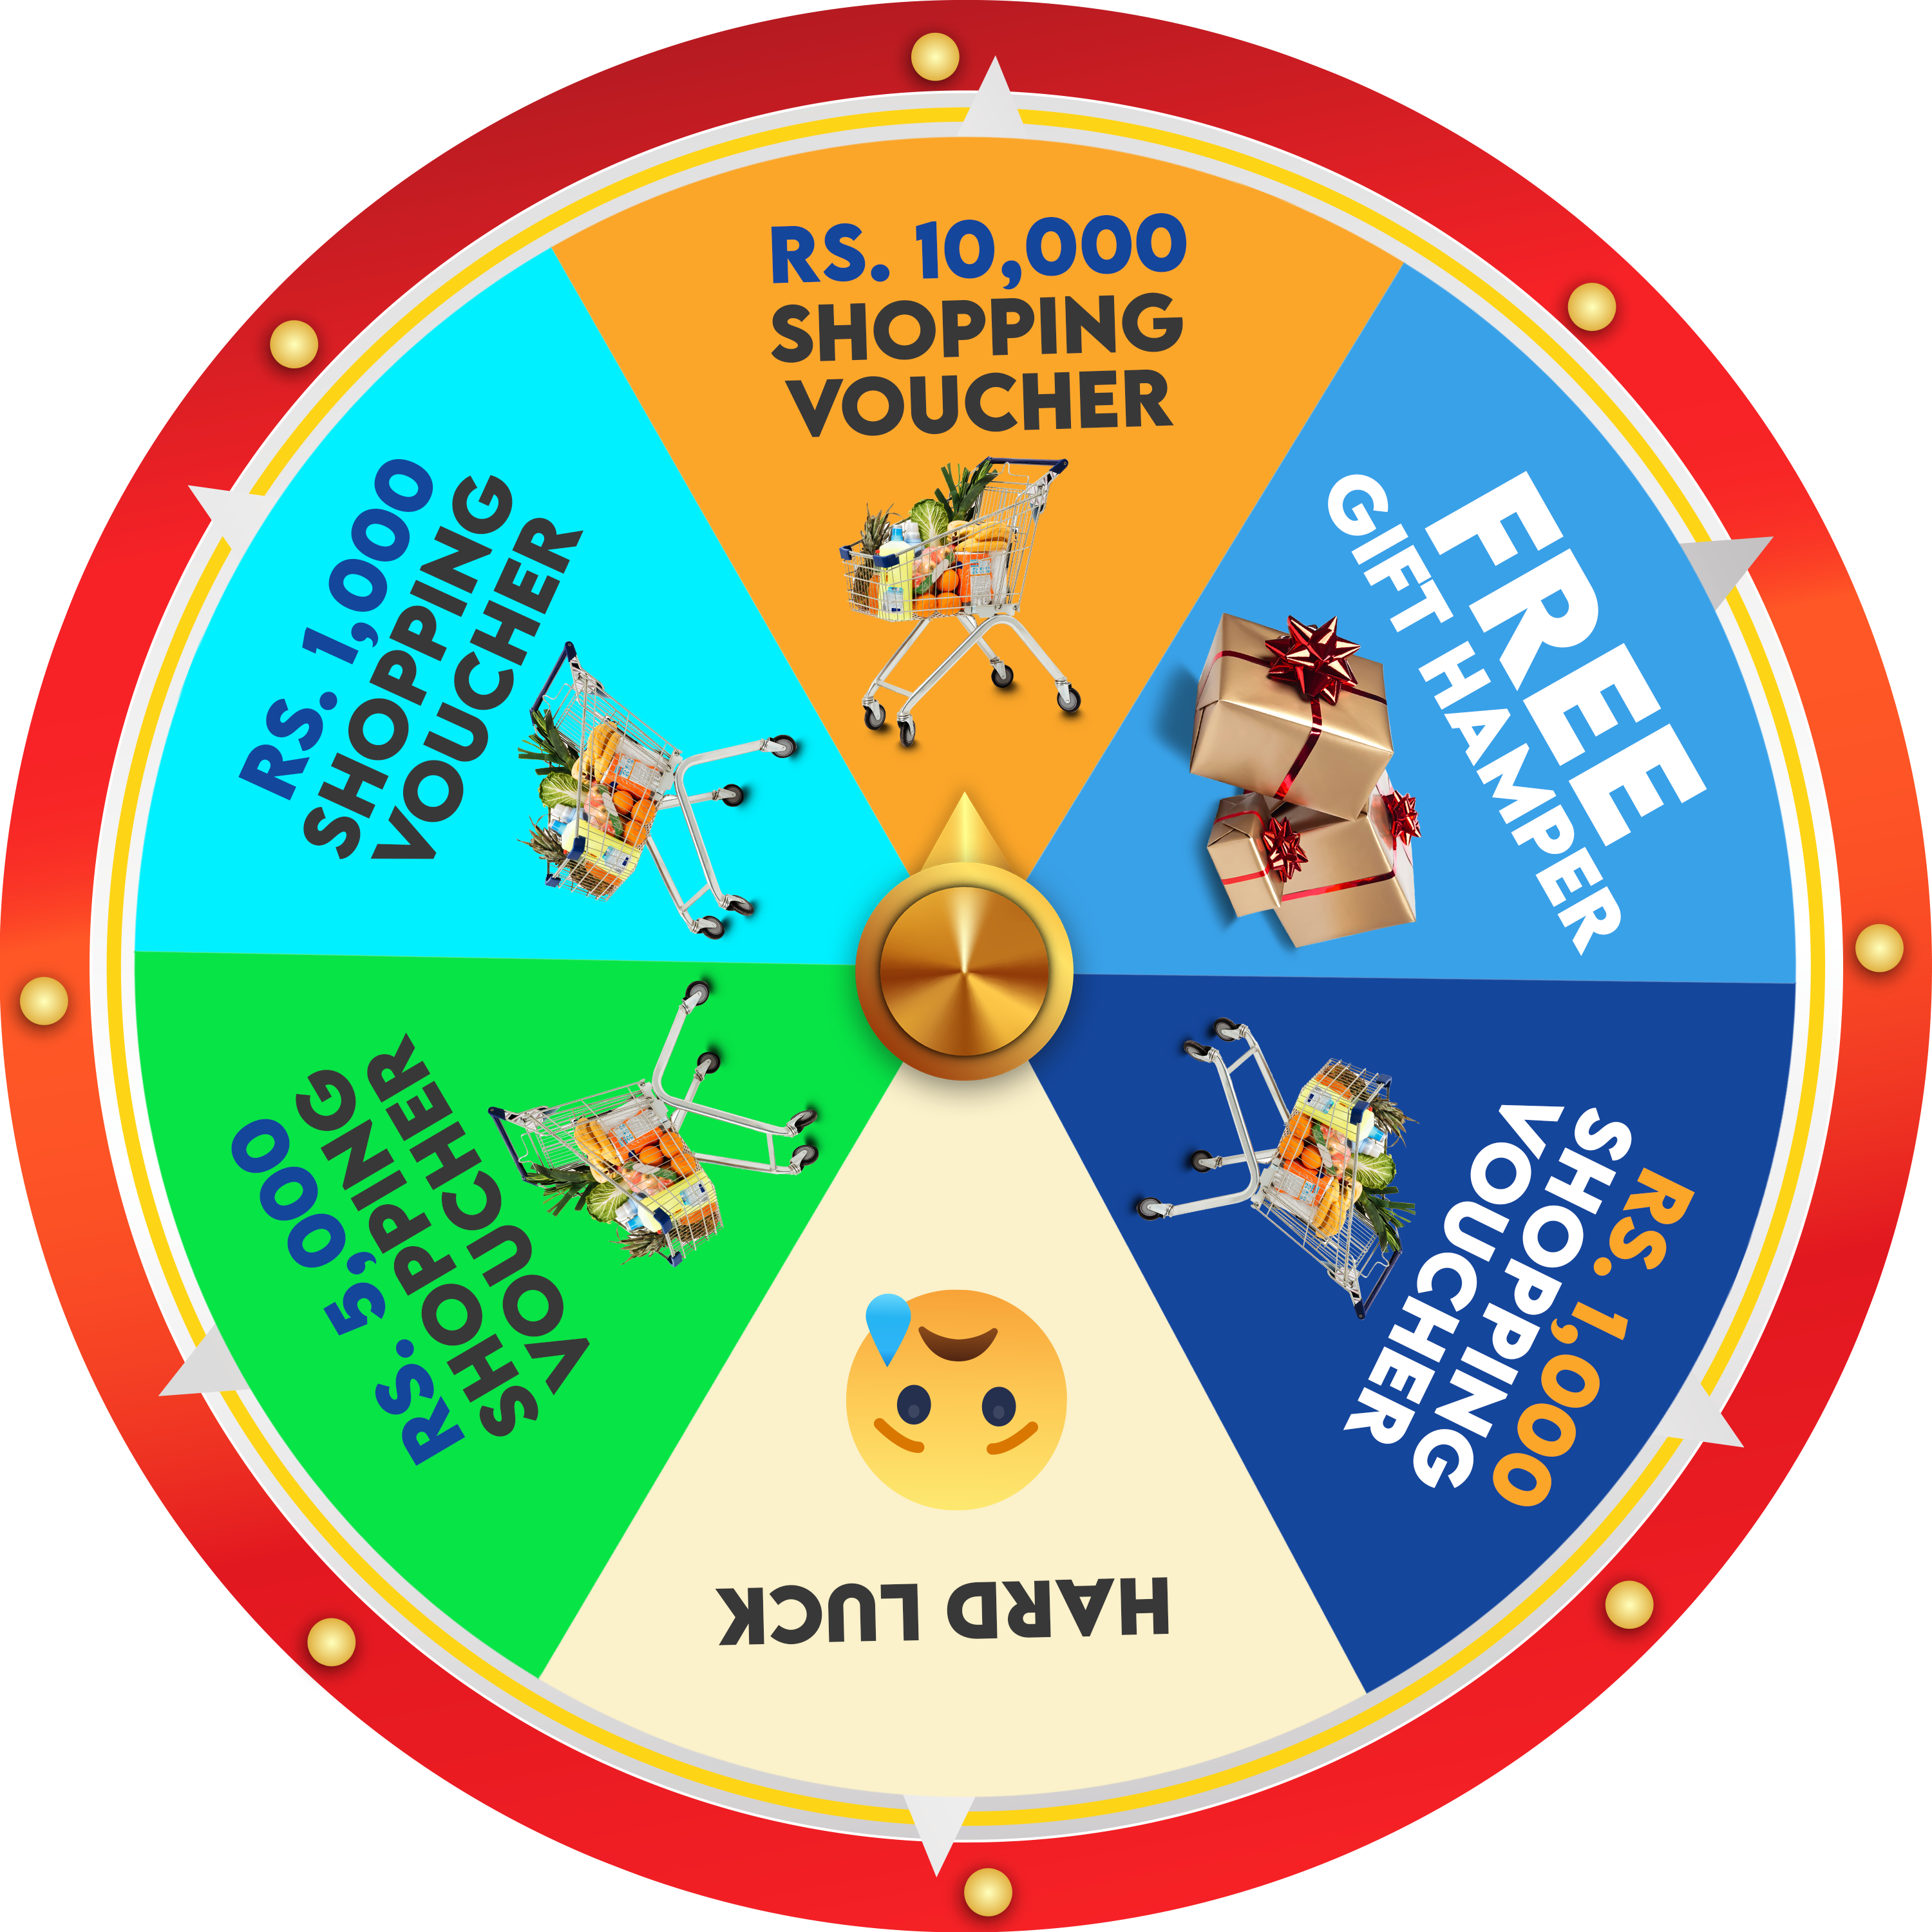 RS. 10,000
SHOPPING
VOUCHER
FREE
GIFT HAMPER
RS. 1,000
SHOPPING
VOUCHER
HARD LUCK
RS. 5,000
SHOPPING
VOUCHER
RS. 1,000
SHOPPING
VOUCHER